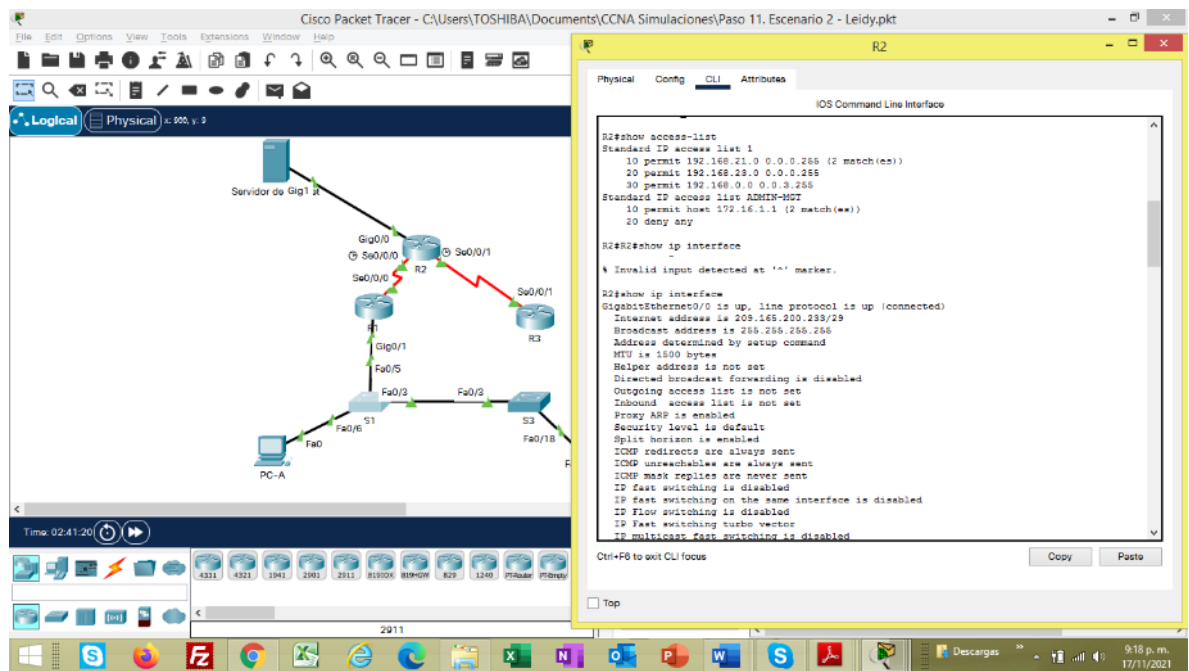 Cisco Packet Tracer - C:\Users\TOSHIBA\Documents\CCNA Simulaciones\Paso 11. Escenario 2 - Leidy.pkt
File Edit Options View Tools Extensions Window Help
Logical Physical x: 900, y: 9
Servidor de Gig1
Gig0/0
Se0/0/0
Se0/0/1
R2
Se0/0/0
Se0/0/1
R1
R3
Gig0/1
Fa0/5
Fa0/3
Fa0/3
S1
S3
Fa0/6
Fa0/18
Fa0
PC-A
Time: 02:41:20
4331 4321 1941 2901 2911 819IOX 819HGW 829 1240 PT-Router PT-Empty
2911
R2
Physical Config CLI Attributes
IOS Command Line Interface
R2#show access-list
Standard IP access list 1
10 permit 192.168.21.0 0.0.0.255 (2 match(es))
20 permit 192.168.23.0 0.0.0.255
30 permit 192.168.0.0 0.0.3.255
Standard IP access list ADMIN-MGT
10 permit host 172.16.1.1 (2 match(es))
20 deny any
R2#R2#show ip interface
^
% Invalid input detected at '^' marker.
R2#show ip interface
GigabitEthernet0/0 is up, line protocol is up (connected)
Internet address is 209.165.200.233/29
Broadcast address is 255.255.255.255
Address determined by setup command
MTU is 1500 bytes
Helper address is not set
Directed broadcast forwarding is disabled
Outgoing access list is not set
Inbound access list is not set
Proxy ARP is enabled
Security level is default
Split horizon is enabled
ICMP redirects are always sent
ICMP unreachables are always sent
ICMP mask replies are never sent
IP fast switching is disabled
IP fast switching on the same interface is disabled
IP Flow switching is disabled
IP Fast switching turbo vector
IP multicast fast switching is disabled
Ctrl+F6 to exit CLI focus
Copy Paste
Top
Descargas
9:18 p. m.
17/11/2021